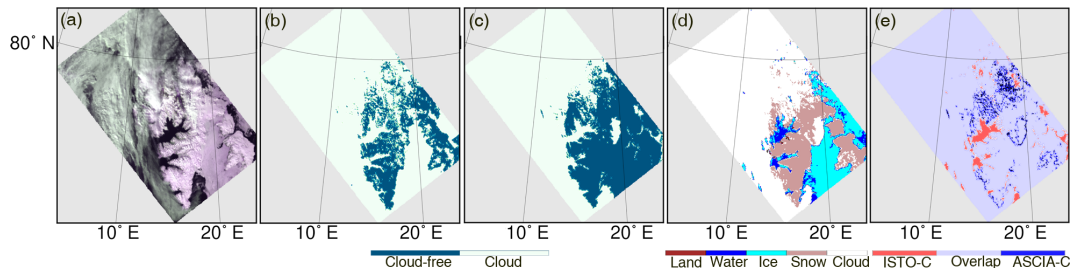 (a) (b) (c) (d) (e)
80° N
10° E 20° E 10° E 20° E 10° E 20° E 10° E 20° E 10° E 20° E
Cloud-free Cloud Land Water Ice Snow Cloud ISTO-C Overlap ASCIA-C